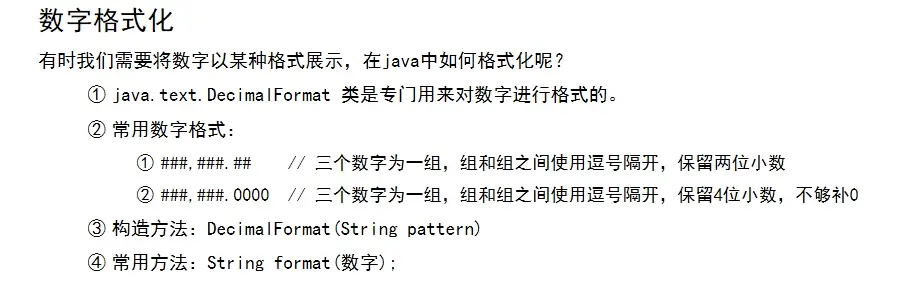 数字格式化
有时我们需要将数字以某种格式展示，在java中如何格式化呢？
① java.text.DecimalFormat 类是专门用来对数字进行格式的。
② 常用数字格式：
① ###,###.## // 三个数字为一组，组和组之间使用逗号隔开，保留两位小数
② ###,###.0000 // 三个数字为一组，组和组之间使用逗号隔开，保留4位小数，不够补0
③ 构造方法：DecimalFormat(String pattern)
④ 常用方法：String format(数字);